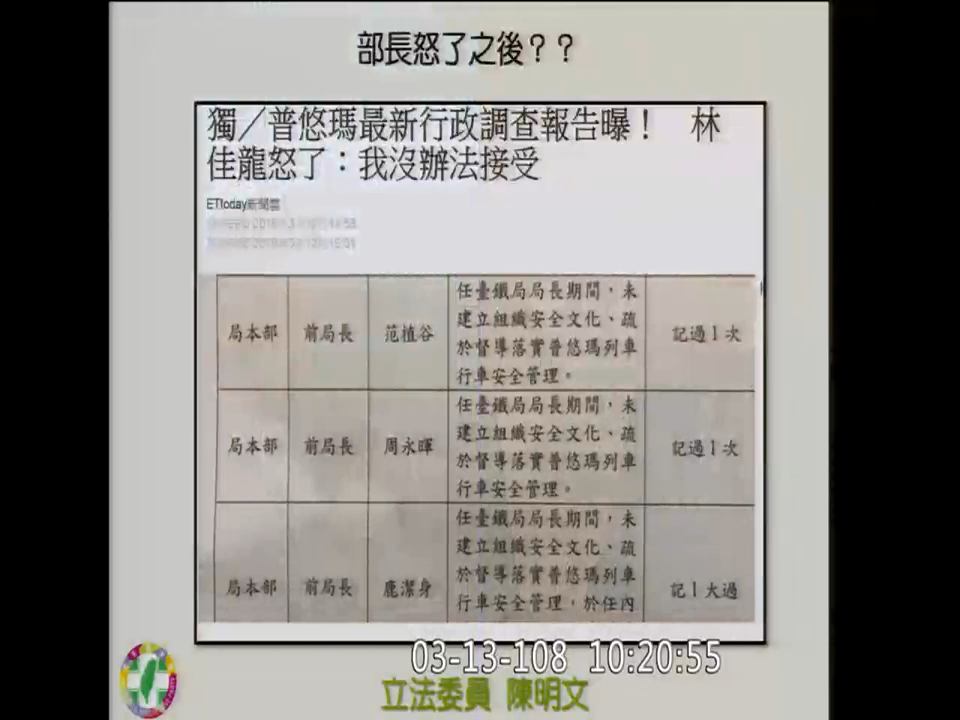 部長怒了之後？？
獨／普悠瑪最新行政調查報告曝！　林
佳龍怒了：我沒辦法接受
ETtoday新聞雲
局本部 前局長 范植谷 任臺鐵局局長期間，未
建立組織安全文化、疏
於督導落實普悠瑪列車
行車安全管理。 記過1次
局本部 前局長 周永暉 任臺鐵局局長期間，未
建立組織安全文化、疏
於督導落實普悠瑪列車
行車安全管理。 記過1次
局本部 前局長 鹿潔身 任臺鐵局局長期間，未
建立組織安全文化、疏
於督導落實普悠瑪列車
行車安全管理，於任內 記1大過
03-13-108 10:20:55
立法委員 陳明文